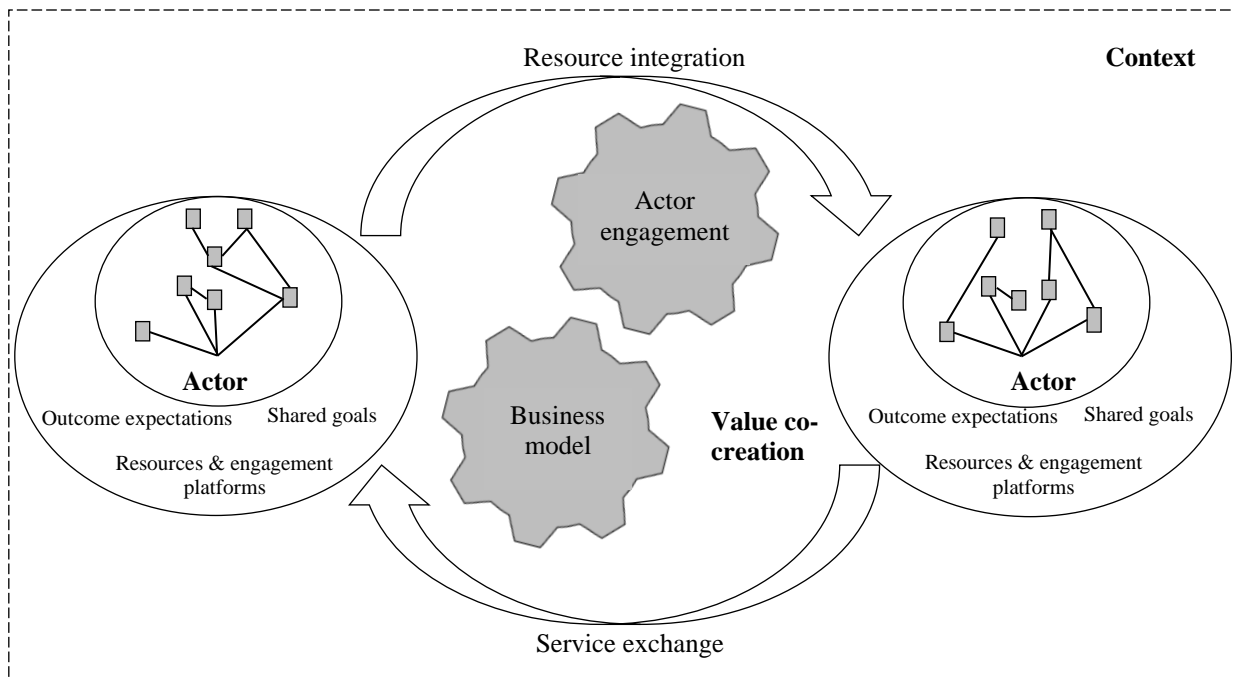 Resource integration
Context
Actor
engagement
Actor
Outcome expectations
Shared goals
Resources & engagement
platforms
Business
model
Value co-
creation
Actor
Outcome expectations
Shared goals
Resources & engagement
platforms
Service exchange